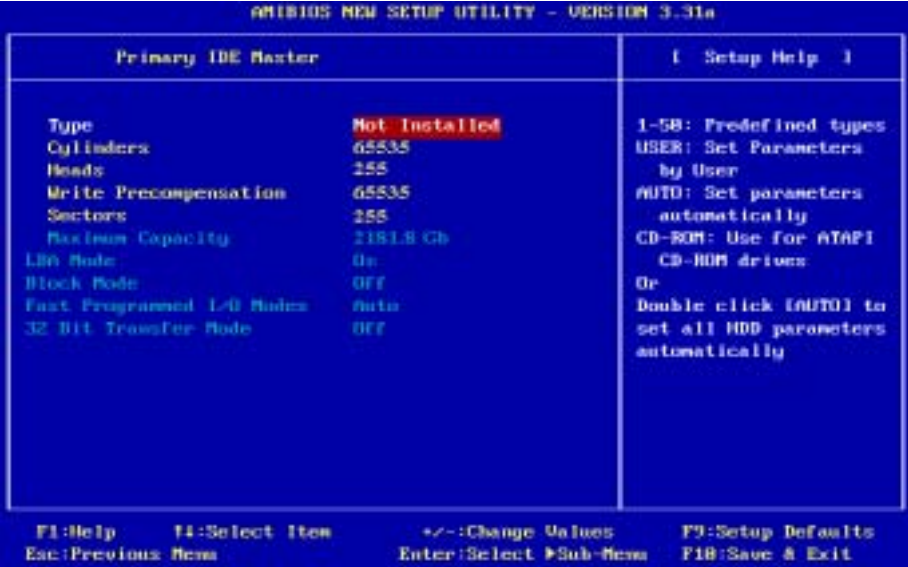 AMIBIOS NEW SETUP UTILITY - VERSION 3.31a
Primary IDE Master
[ Setup Help ]
Type Not Installed
Cylinders 65535
Heads 255
Write Precompensation 65535
Sectors 255
Maximum Capacity 2181.8 Gb
LBA Mode On
Block Mode Off
Fast Programmed I/O Modes Auto
32 Bit Transfer Mode Off
1-50: Predefined types
USER: Set Parameters
by User
AUTO: Set parameters
automatically
CD-ROM: Use for ATAPI
CD-ROM drives
Or
Double click [AUTO] to
set all HDD parameters
automatically
F1:Help ↑↓:Select Item +/-:Change Values F9:Setup Defaults
Esc:Previous Menu Enter:Select ▶Sub-Menu F10:Save & Exit